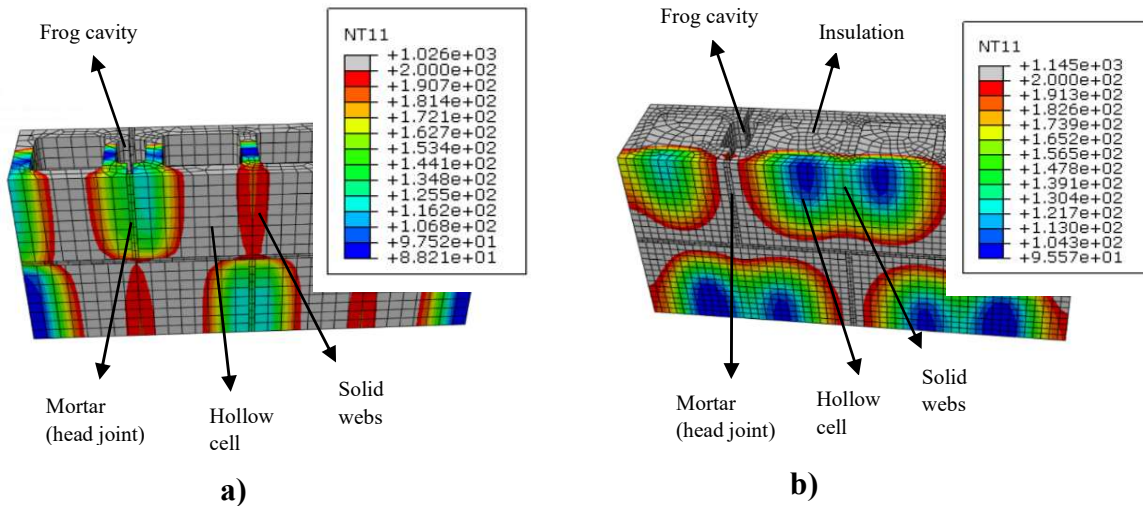 Frog cavity
NT11
+1.026e+03
+2.000e+02
+1.907e+02
+1.814e+02
+1.721e+02
+1.627e+02
+1.534e+02
+1.441e+02
+1.348e+02
+1.255e+02
+1.162e+02
+1.068e+02
+9.752e+01
+8.821e+01
Mortar
(head joint)
Hollow
cell
Solid
webs
a)
Frog cavity
Insulation
NT11
+1.145e+03
+2.000e+02
+1.913e+02
+1.826e+02
+1.739e+02
+1.652e+02
+1.565e+02
+1.478e+02
+1.391e+02
+1.304e+02
+1.217e+02
+1.130e+02
+1.043e+02
+9.557e+01
Mortar
(head joint)
Hollow
cell
Solid
webs
b)